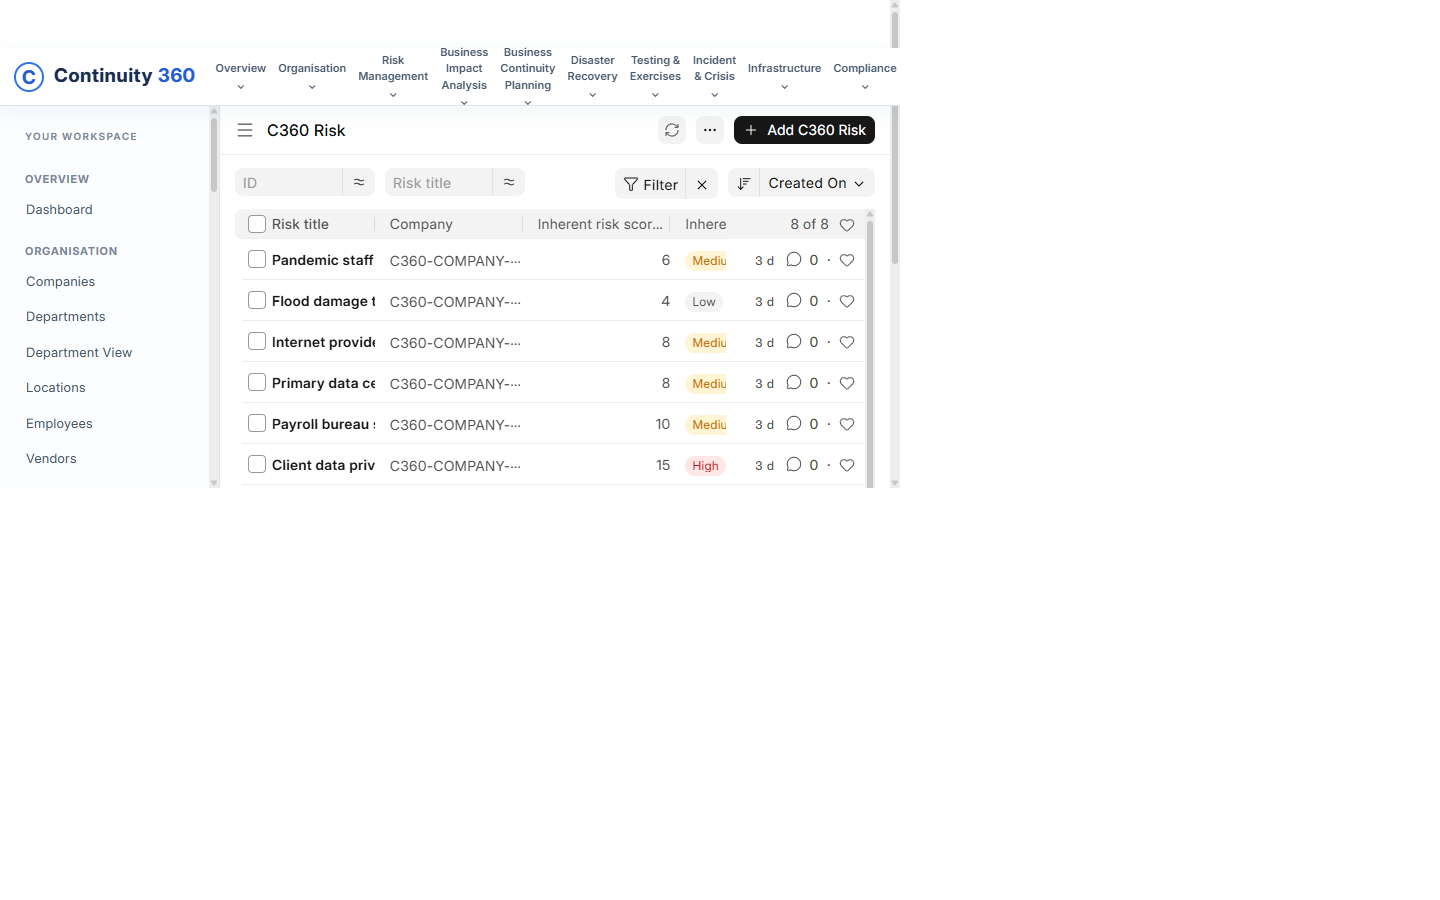 Continuity 360
Overview
Organisation
Risk Management
Business Impact Analysis
Business Continuity Planning
Disaster Recovery
Testing & Exercises
Incident & Crisis
Infrastructure
Compliance
YOUR WORKSPACE
OVERVIEW
Dashboard
ORGANISATION
Companies
Departments
Department View
Locations
Employees
Vendors
C360 Risk
+ Add C360 Risk
ID
≈
Risk title
≈
Filter
Created On
Risk title Company Inherent risk scor... Inhere 8 of 8
Pandemic staff C360-COMPANY-... 6 Mediu 3 d 0 ·
Flood damage t C360-COMPANY-... 4 Low 3 d 0 ·
Internet provide C360-COMPANY-... 8 Mediu 3 d 0 ·
Primary data ce C360-COMPANY-... 8 Mediu 3 d 0 ·
Payroll bureau s C360-COMPANY-... 10 Mediu 3 d 0 ·
Client data priv C360-COMPANY-... 15 High 3 d 0 ·